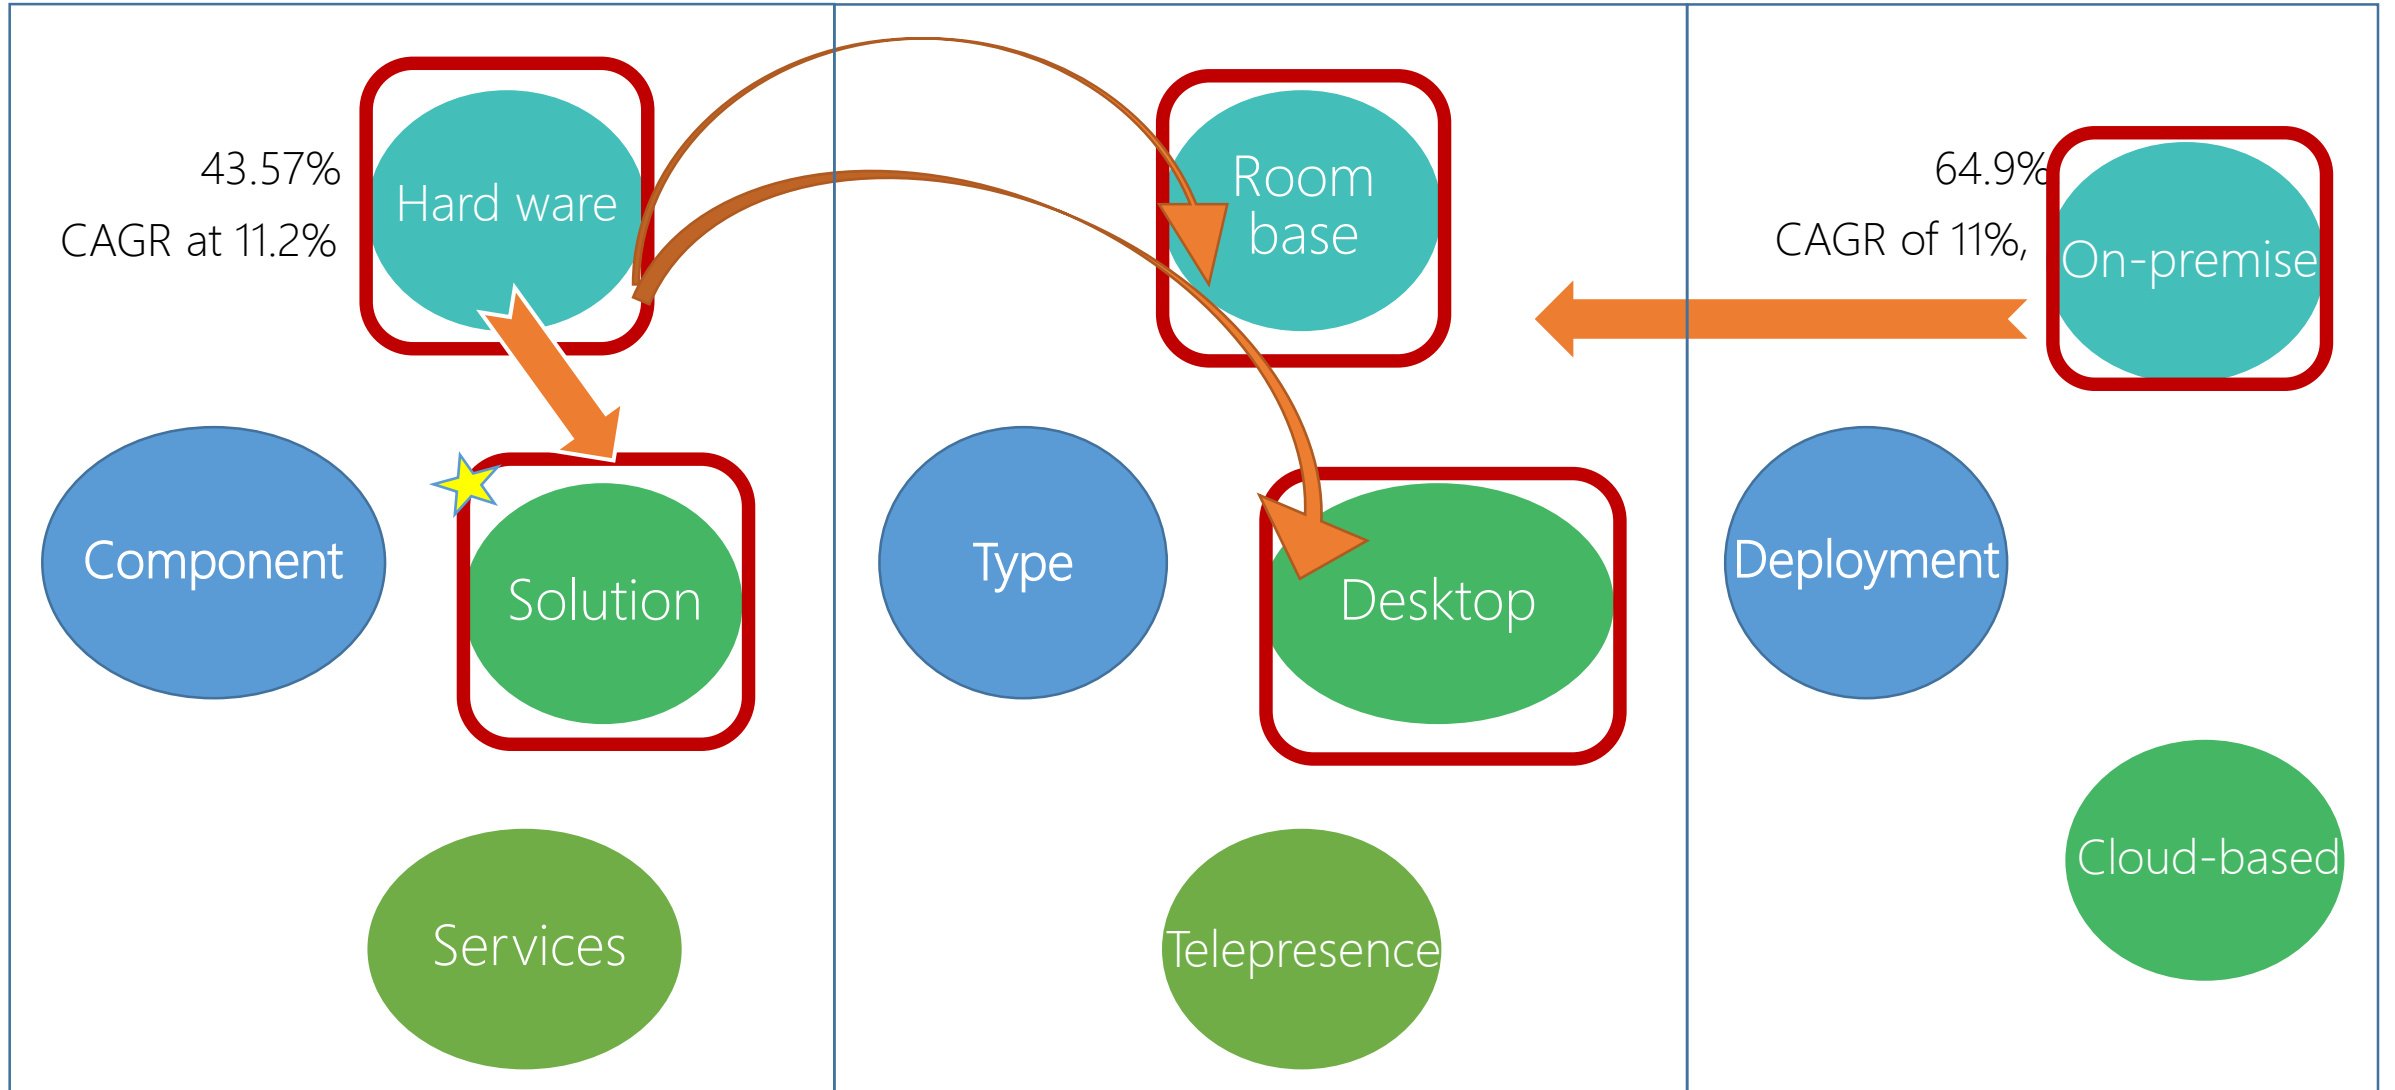 43.57%
CAGR at 11.2%
Hard ware
Component
Solution
Services
Room
base
Type
Desktop
Telepresence
64.9%
CAGR of 11%,
On-premise
Deployment
Cloud-based